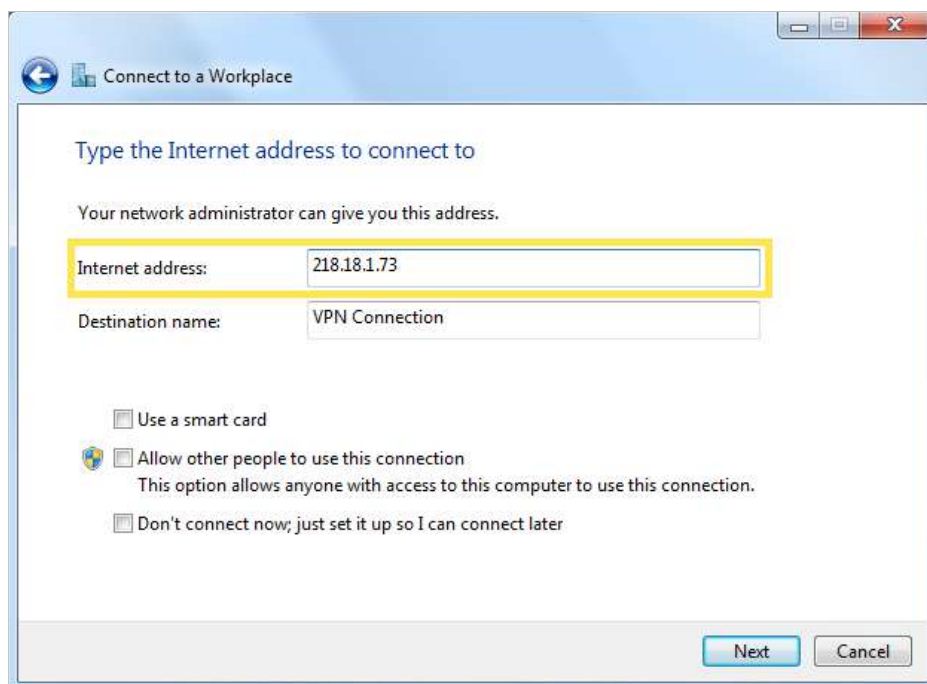 Connect to a Workplace
Type the Internet address to connect to
Your network administrator can give you this address.
Internet address: 218.18.1.73
Destination name: VPN Connection
Use a smart card
Allow other people to use this connection
This option allows anyone with access to this computer to use this connection.
Don't connect now; just set it up so I can connect later
Next Cancel